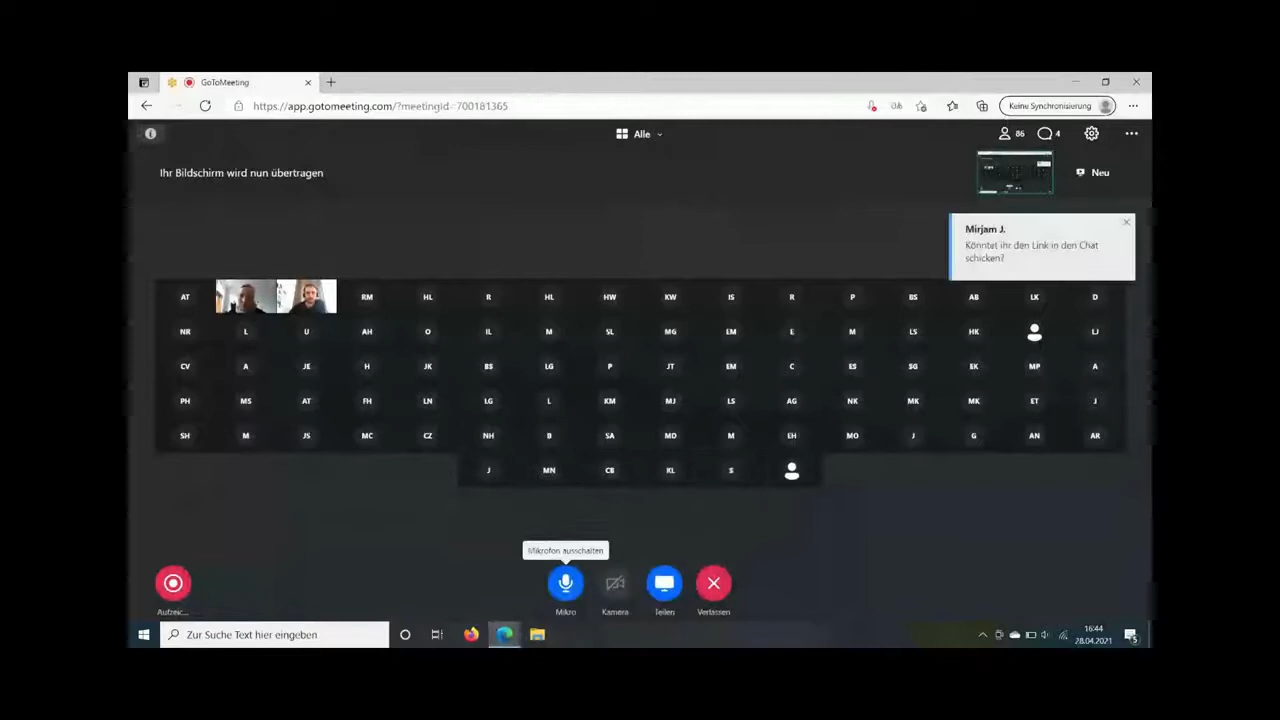 GoToMeeting
https://app.gotomeeting.com/?meetingid=700181365
Keine Synchronisierung
Alle
86
4
Ihr Bildschirm wird nun übertragen
Neu
Mirjam J.
Könntet ihr den Link in den Chat
schicken?
AT RM HL R HL HW KW IS R P BS AB LK D
NR L U AH O IL M SL MG EM E M LS HK LJ
CV A JE H JK BS LG P JT EM C ES SG EK MP A
PH MS AT FH LN LG L KM MJ LS AG NK MK MK ET J
SH M JS MC CZ NH B SA MD M EH MO J G AN AR
J MN CB KL S
Mikrofon ausschalten
Aufzeic... Mikro Kamera Teilen Verlassen
Zur Suche Text hier eingeben
16:44
28.04.2021
5